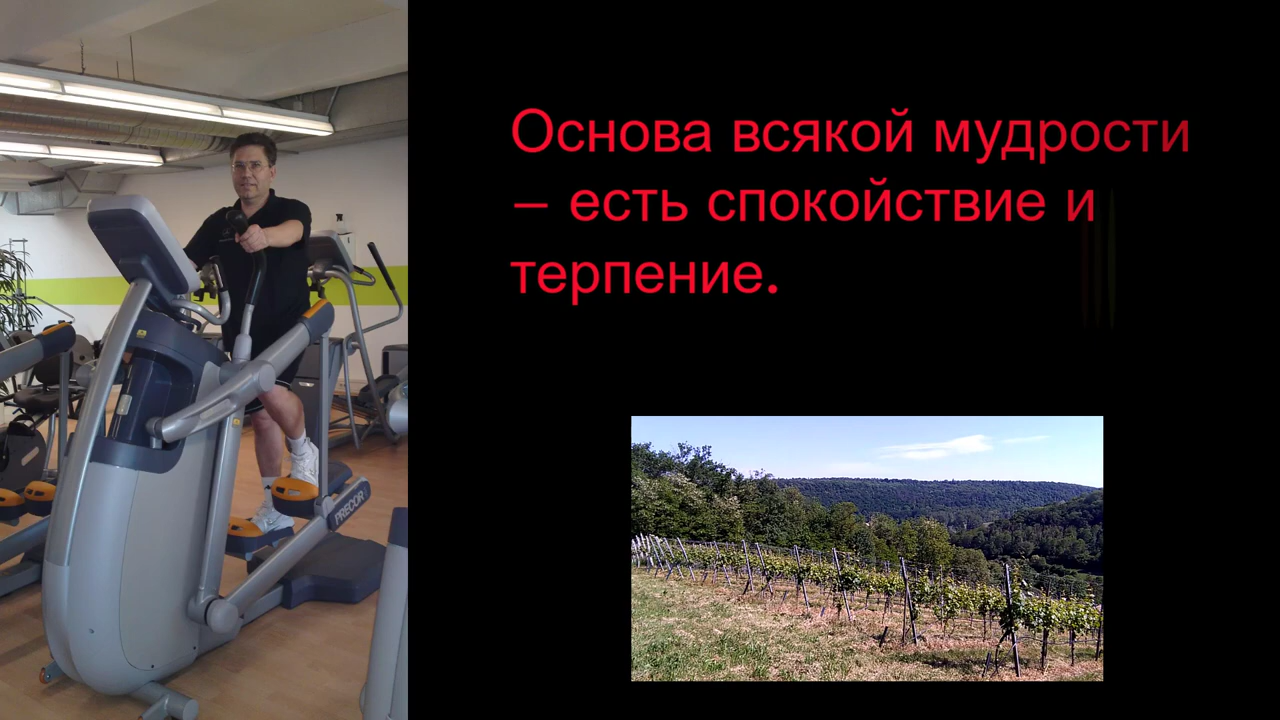 Основа всякой мудрости
– есть спокойствие и
терпение.
PRECOR